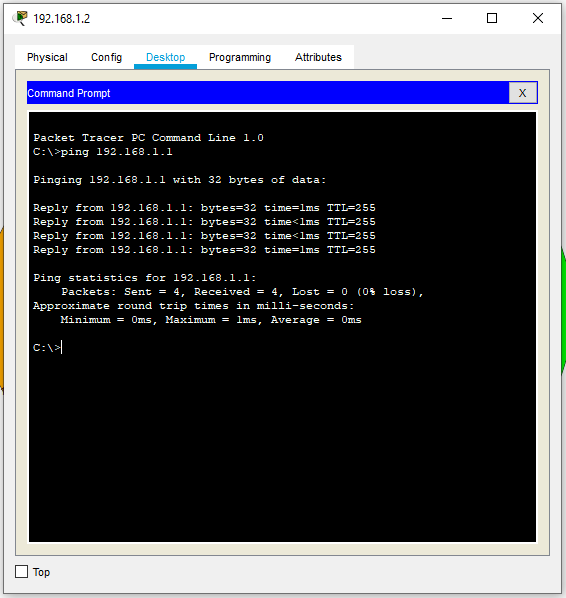 192.168.1.2
Physical Config Desktop Programming Attributes
Command Prompt X
Packet Tracer PC Command Line 1.0
C:\>ping 192.168.1.1
Pinging 192.168.1.1 with 32 bytes of data:
Reply from 192.168.1.1: bytes=32 time=1ms TTL=255
Reply from 192.168.1.1: bytes=32 time<1ms TTL=255
Reply from 192.168.1.1: bytes=32 time<1ms TTL=255
Reply from 192.168.1.1: bytes=32 time=1ms TTL=255
Ping statistics for 192.168.1.1:
Packets: Sent = 4, Received = 4, Lost = 0 (0% loss),
Approximate round trip times in milli-seconds:
Minimum = 0ms, Maximum = 1ms, Average = 0ms
C:\>
Top